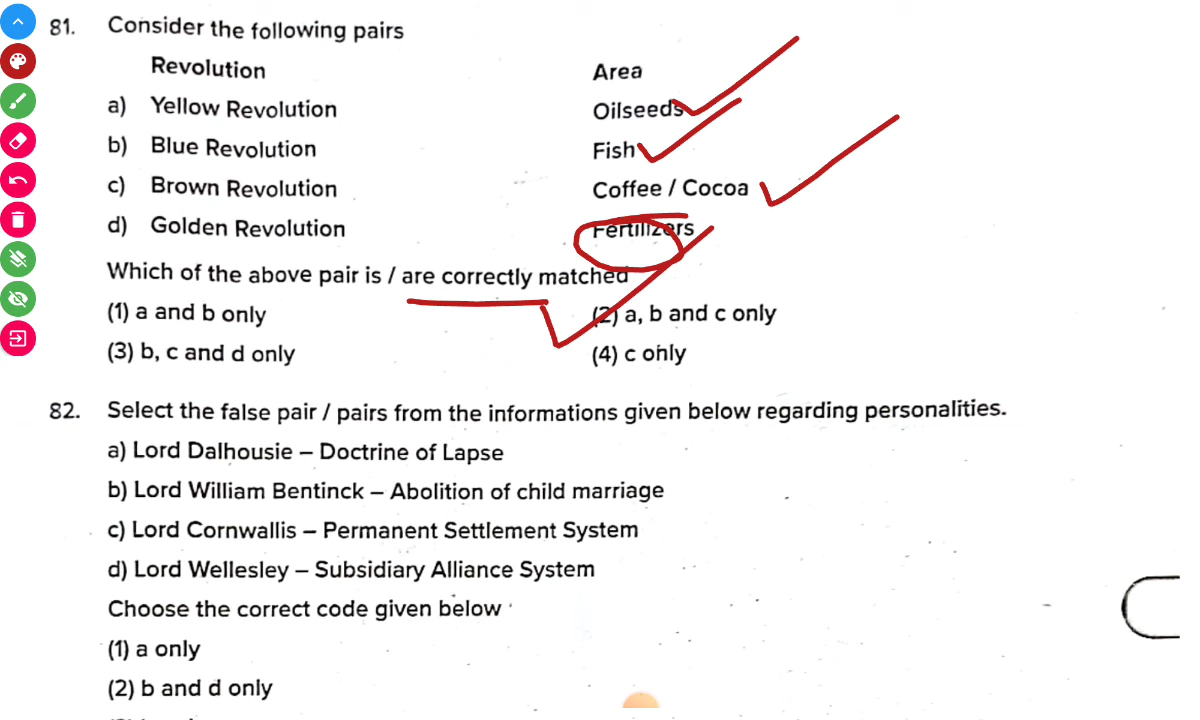 81. Consider the following pairs
Revolution Area
a) Yellow Revolution Oilseeds
b) Blue Revolution Fish
c) Brown Revolution Coffee / Cocoa
d) Golden Revolution Fertilizers
Which of the above pair is / are correctly matched
(1) a and b only (2) a, b and c only
(3) b, c and d only (4) c only
82. Select the false pair / pairs from the informations given below regarding personalities.
a) Lord Dalhousie – Doctrine of Lapse
b) Lord William Bentinck – Abolition of child marriage
c) Lord Cornwallis – Permanent Settlement System
d) Lord Wellesley – Subsidiary Alliance System
Choose the correct code given below
(1) a only
(2) b and d only